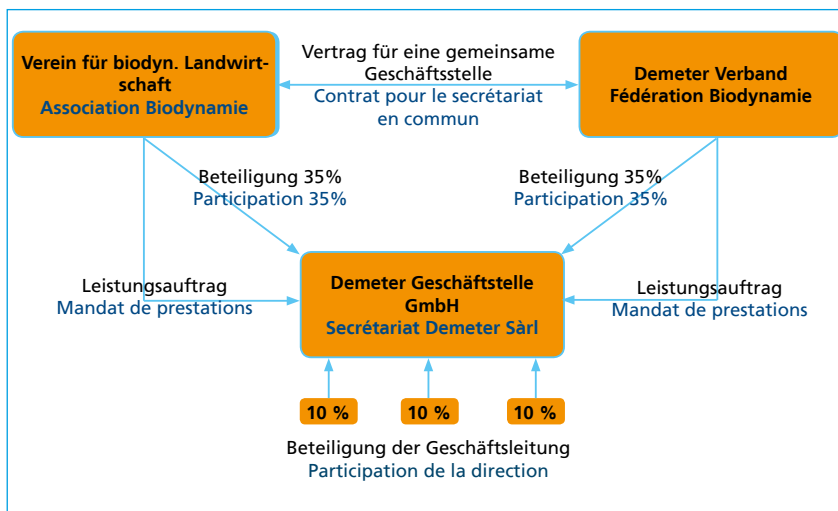 Verein für biodyn. Landwirt-
schaft
Association Biodynamie
Vertrag für eine gemeinsame
Geschäftsstelle
Contrat pour le secrétariat
en commun
Demeter Verband
Fédération Biodynamie
Beteiligung 35%
Participation 35%
Beteiligung 35%
Participation 35%
Leistungsauftrag
Mandat de prestations
Demeter Geschäftstelle
GmbH
Secrétariat Demeter Sàrl
Leistungsauftrag
Mandat de prestations
10 %
10 %
10 %
Beteiligung der Geschäftsleitung
Participation de la direction